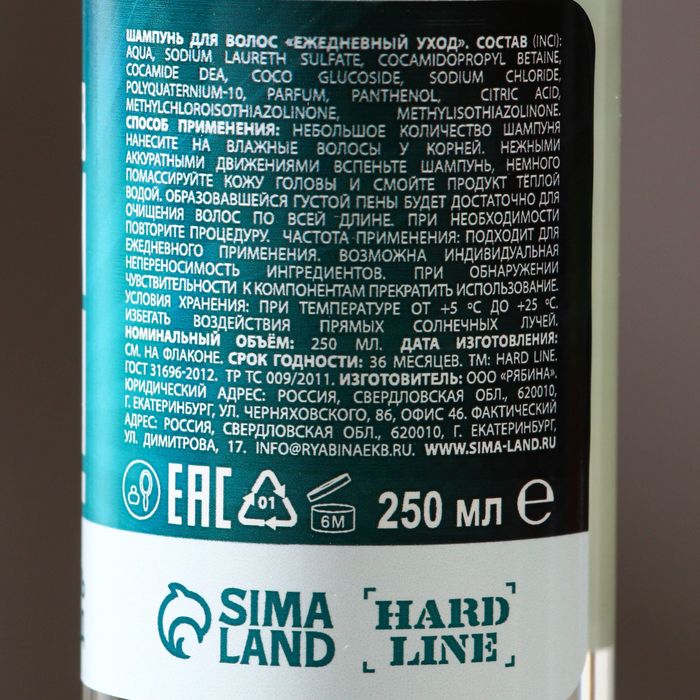 ШАМПУНЬ ДЛЯ ВОЛОС «ЕЖЕДНЕВНЫЙ УХОД». СОСТАВ (INCI):
AQUA, SODIUM LAURETH SULFATE, COCAMIDOPROPYL BETAINE,
COCAMIDE DEA, COCO GLUCOSIDE, SODIUM CHLORIDE,
POLYQUATERNIUM-10, PARFUM, PANTHENOL, CITRIC ACID,
METHYLCHLOROISOTHIAZOLINONE, METHYLISOTHIAZOLINONE.
СПОСОБ ПРИМЕНЕНИЯ: НЕБОЛЬШОЕ КОЛИЧЕСТВО ШАМПУНЯ
НАНЕСИТЕ НА ВЛАЖНЫЕ ВОЛОСЫ У КОРНЕЙ. НЕЖНЫМИ
АККУРАТНЫМИ ДВИЖЕНИЯМИ ВСПЕНЬТЕ ШАМПУНЬ, НЕМНОГО
ПОМАССИРУЙТЕ КОЖУ ГОЛОВЫ И СМОЙТЕ ПРОДУКТ ТЁПЛОЙ
ВОДОЙ. ОБРАЗОВАВШЕЙСЯ ГУСТОЙ ПЕНЫ БУДЕТ ДОСТАТОЧНО ДЛЯ
ОЧИЩЕНИЯ ВОЛОС ПО ВСЕЙ ДЛИНЕ. ПРИ НЕОБХОДИМОСТИ
ПОВТОРИТЕ ПРОЦЕДУРУ. ЧАСТОТА ПРИМЕНЕНИЯ: ПОДХОДИТ ДЛЯ
ЕЖЕДНЕВНОГО ПРИМЕНЕНИЯ. ВОЗМОЖНА ИНДИВИДУАЛЬНАЯ
НЕПЕРЕНОСИМОСТЬ ИНГРЕДИЕНТОВ. ПРИ ОБНАРУЖЕНИИ
ЧУВСТВИТЕЛЬНОСТИ К КОМПОНЕНТАМ ПРЕКРАТИТЬ ИСПОЛЬЗОВАНИЕ.
УСЛОВИЯ ХРАНЕНИЯ: ПРИ ТЕМПЕРАТУРЕ ОТ +5 °С ДО +25 °С.
ИЗБЕГАТЬ ВОЗДЕЙСТВИЯ ПРЯМЫХ СОЛНЕЧНЫХ ЛУЧЕЙ.
НОМИНАЛЬНЫЙ ОБЪЁМ: 250 МЛ. ДАТА ИЗГОТОВЛЕНИЯ:
СМ. НА ФЛАКОНЕ. СРОК ГОДНОСТИ: 36 МЕСЯЦЕВ. ТМ: HARD LINE.
ГОСТ 31696-2012. ТР ТС 009/2011. ИЗГОТОВИТЕЛЬ: ООО «РЯБИНА».
ЮРИДИЧЕСКИЙ АДРЕС: РОССИЯ, СВЕРДЛОВСКАЯ ОБЛ., 620010,
Г. ЕКАТЕРИНБУРГ, УЛ. ЧЕРНЯХОВСКОГО, 86, ОФИС 46. ФАКТИЧЕСКИЙ
АДРЕС: РОССИЯ, СВЕРДЛОВСКАЯ ОБЛ., 620010, Г. ЕКАТЕРИНБУРГ,
УЛ. ДИМИТРОВА, 17. INFO@RYABINAEKB.RU. WWW.SIMA-LAND.RU
EAC 01 6M 250 мл e
SIMA LAND
HARD LINE